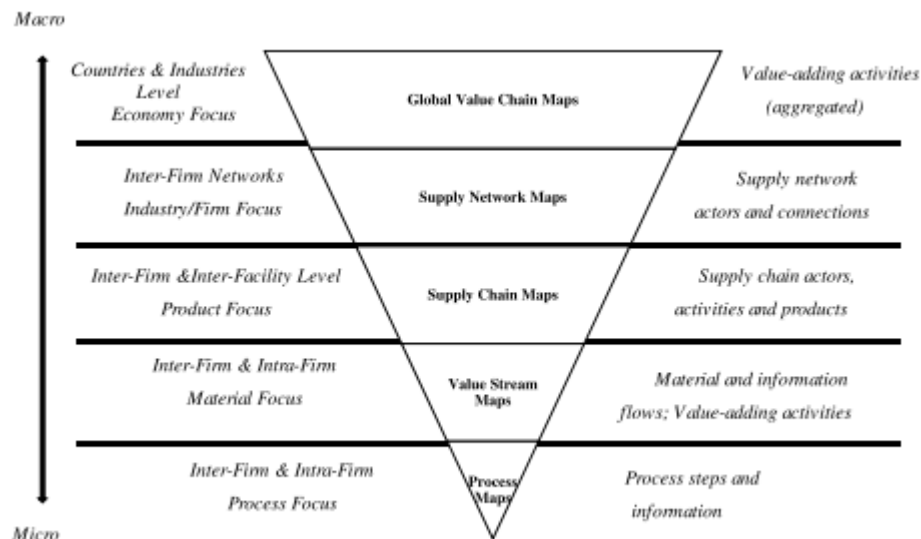 Macro
Countries & Industries
Level
Economy Focus
Global Value Chain Maps
Value-adding activities
(aggregated)
Inter-Firm Networks
Industry/Firm Focus
Supply Network Maps
Supply network
actors and connections
Inter-Firm &Inter-Facility Level
Product Focus
Supply Chain Maps
Supply chain actors,
activities and products
Inter-Firm & Intra-Firm
Material Focus
Value Stream
Maps
Material and information
flows; Value-adding activities
Inter-Firm & Intra-Firm
Process Focus
Process
Maps
Process steps and
information
Micro